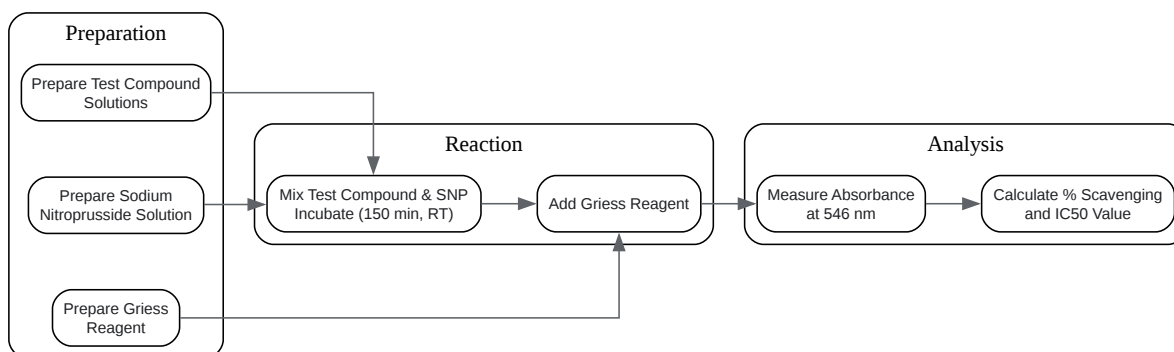 Preparation
Prepare Test Compound
Solutions
Prepare Sodium
Nitroprusside Solution
Prepare Griess
Reagent
Reaction
Mix Test Compound & SNP
Incubate (150 min, RT)
Add Griess Reagent
Analysis
Measure Absorbance
at 546 nm
Calculate % Scavenging
and IC50 Value